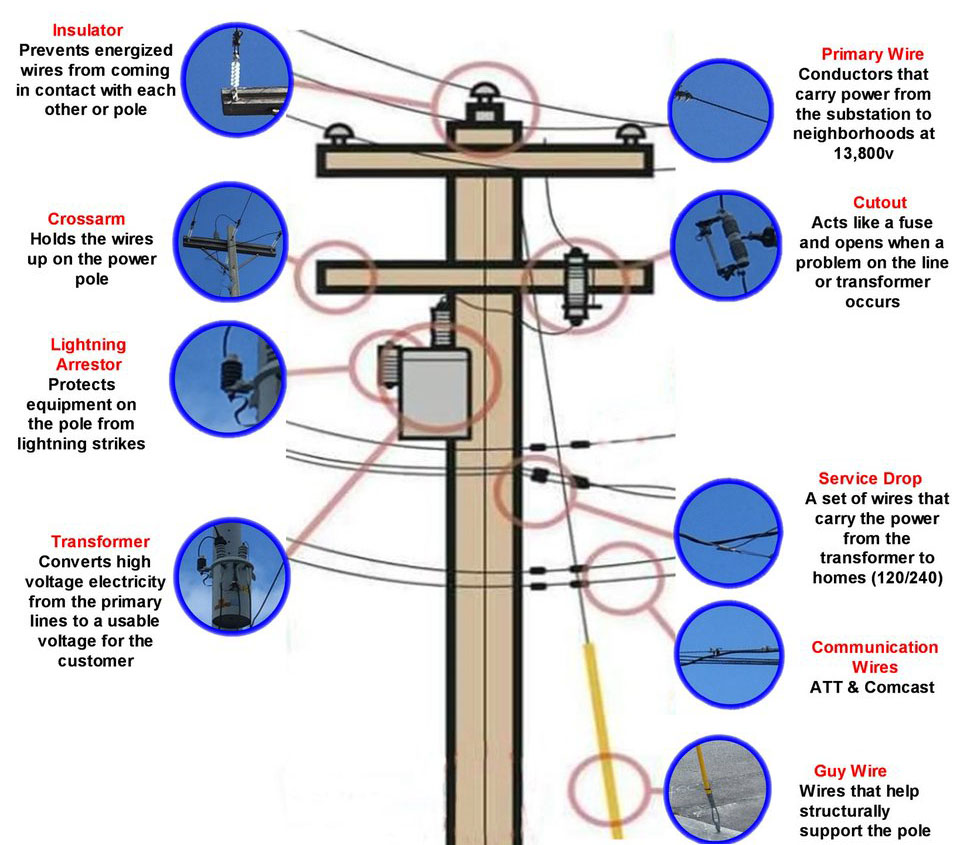 Insulator
Prevents energized
wires from coming
in contact with each
other or pole
Crossarm
Holds the wires
up on the power
pole
Lightning
Arrestor
Protects
equipment on
the pole from
lightning strikes
Transformer
Converts high
voltage electricity
from the primary
lines to a usable
voltage for the
customer
Primary Wire
Conductors that
carry power from
the substation to
neighborhoods at
13,800v
Cutout
Acts like a fuse
and opens when a
problem on the line
or transformer
occurs
Service Drop
A set of wires that
carry the power
from the
transformer to
homes (120/240)
Communication
Wires
ATT & Comcast
Guy Wire
Wires that help
structurally
support the pole